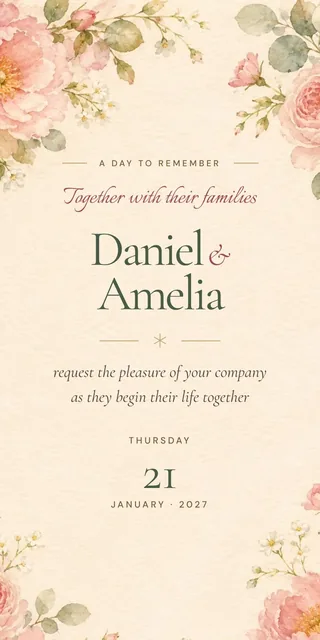 A DAY TO REMEMBER
Together with their families
Daniel &
Amelia
request the pleasure of your company
as they begin their life together
THURSDAY
21
JANUARY · 2027